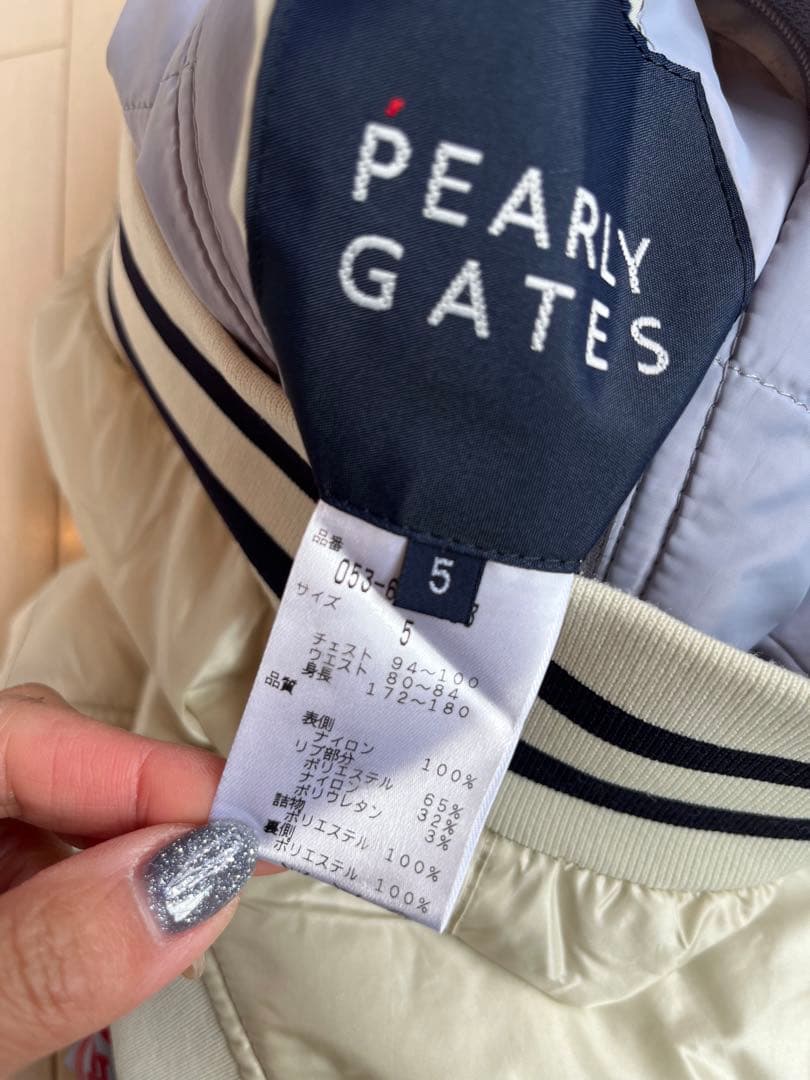 PEARLY
GATES
5
品番
053-6
サイズ
5
チェスト 94～100
ウエスト 80～84
身長 172～180
品質
表側
ナイロン 100%
リブ部分
ポリエステル 65%
ナイロン 32%
ポリウレタン 3%
詰物
ポリエステル 100%
裏側
ポリエステル 100%